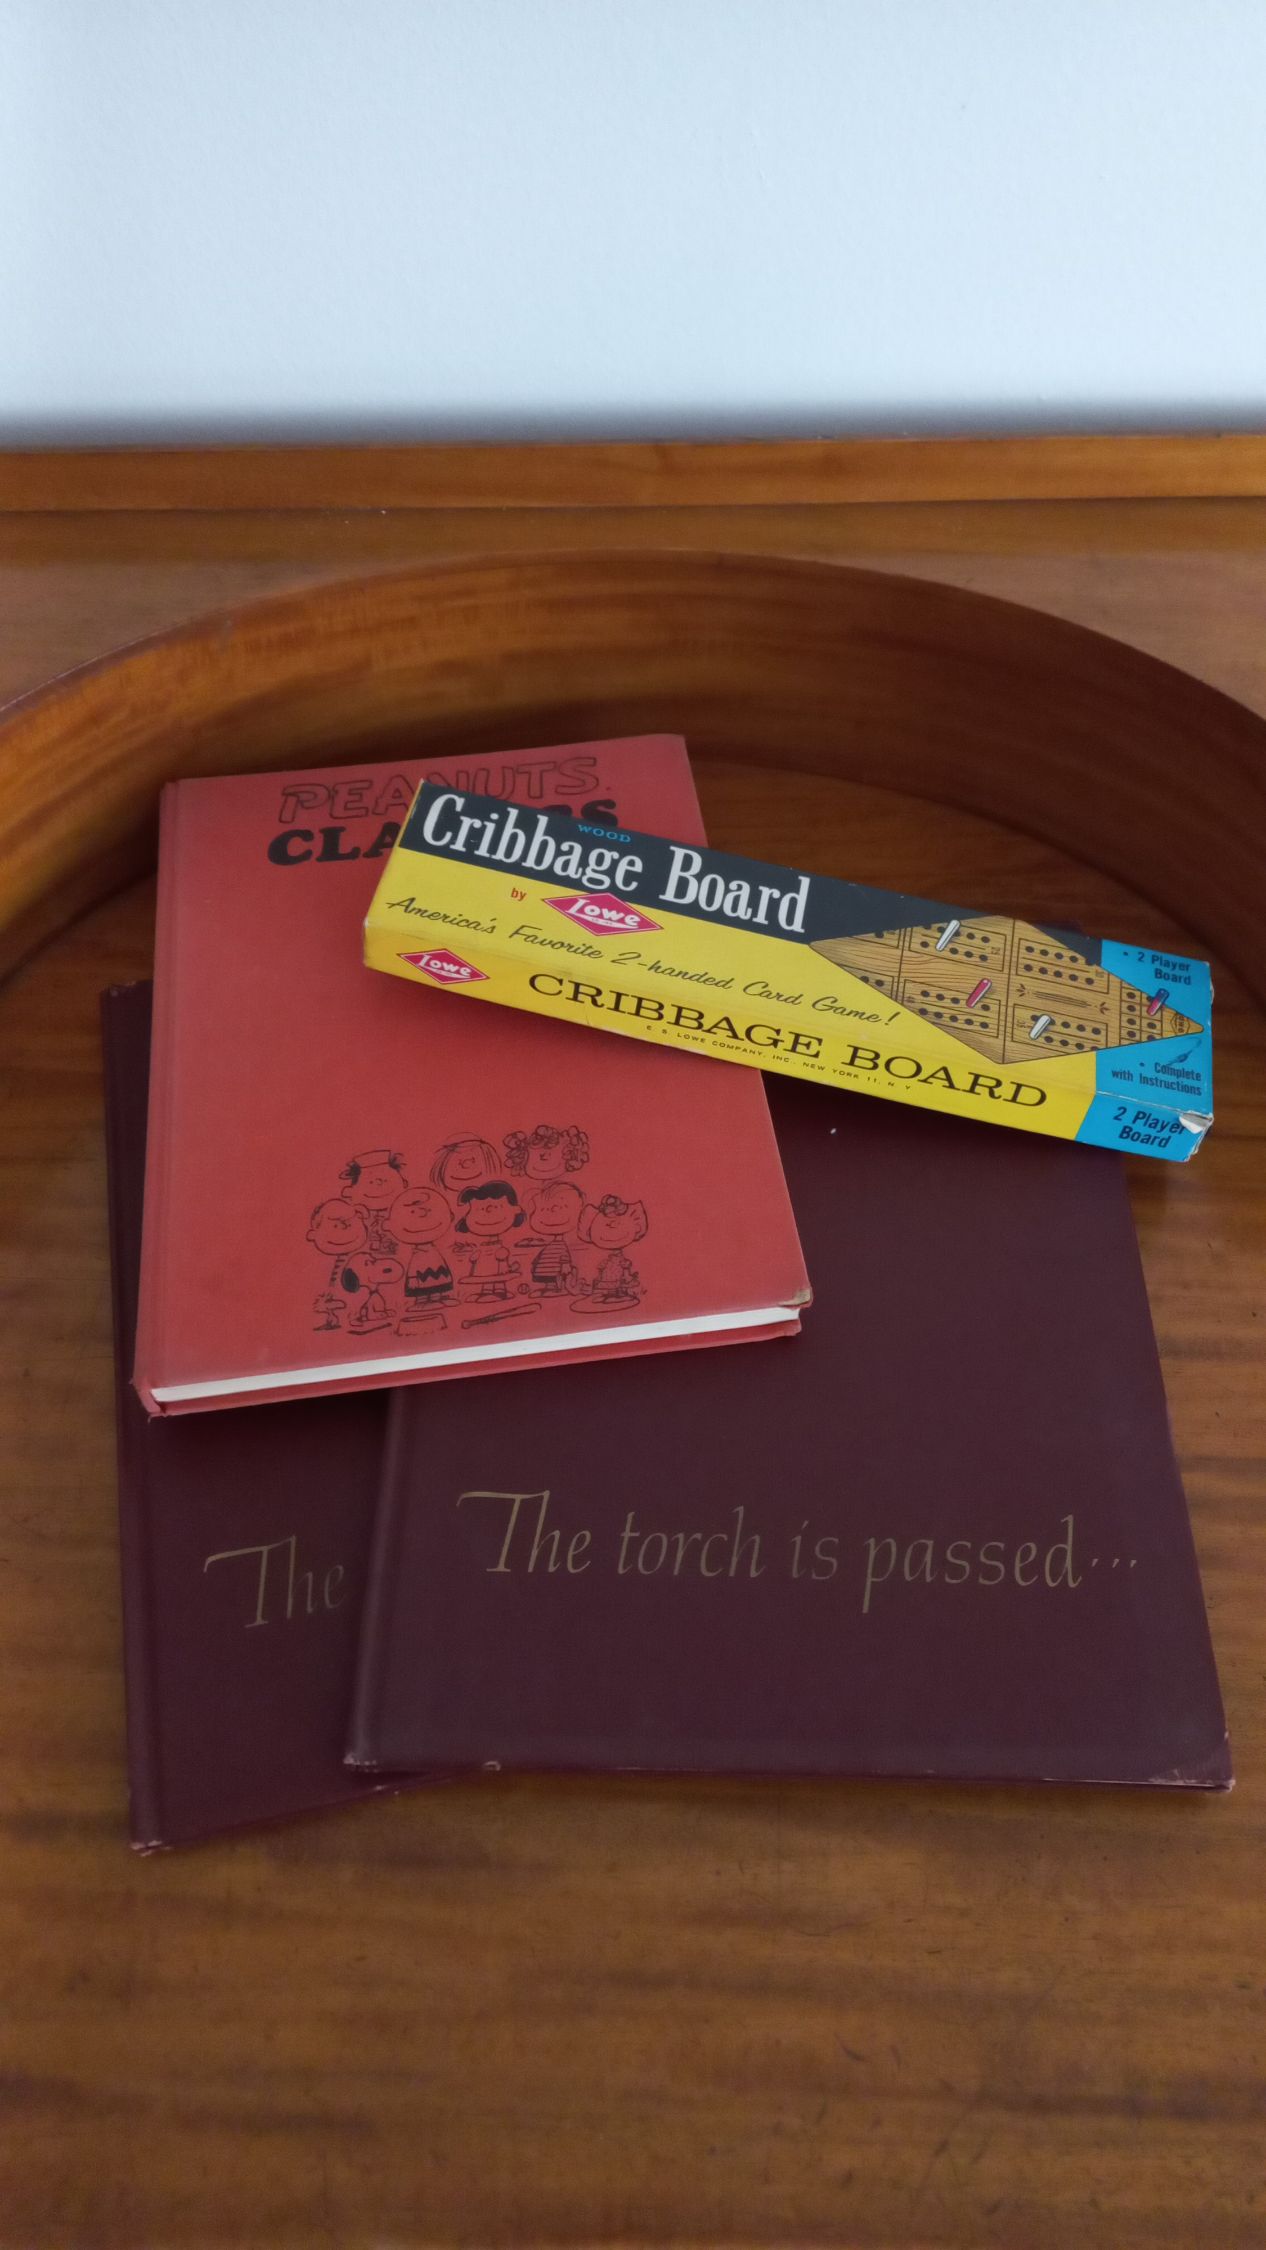 PEANUTS
CLA
Cribbage Board
WOOD
by Lowe
America's Favorite 2-handed Card Game!
• 2 Player
Board
• Complete
with Instructions
Lowe
CRIBBAGE BOARD
E. S. LOWE COMPANY, INC., NEW YORK 11, N. Y.
2 Player
Board
The torch is passed...
The